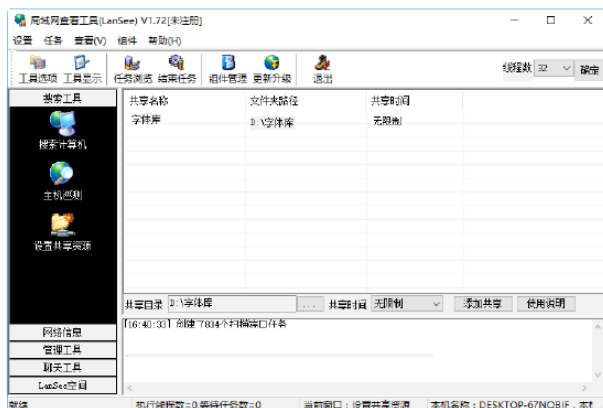 局域网查看工具(LanSee) V1.72[未注册]
设置 任务 查看(V) 组件 帮助(H)
工具选项 工具显示 任务浏览 结束任务 组件管理 更新升级 退出 线程数 32 确定
搜索工具
搜索计算机
主机巡测
设置共享资源
网络信息
管理工具
聊天工具
LanSee空间
共享名称 文件夹路径 共享时间
字体库 D:\字体库 无限制
共享目录 D:\字体库 ... 共享时间 无限制 添加共享 使用说明
[16:40:33] 创建了834个扫描端口任务
就绪 执行线程数=0 等待任务数=0 当前窗口：设置共享资源 本机名称：DESKTOP-67NOBIF，本